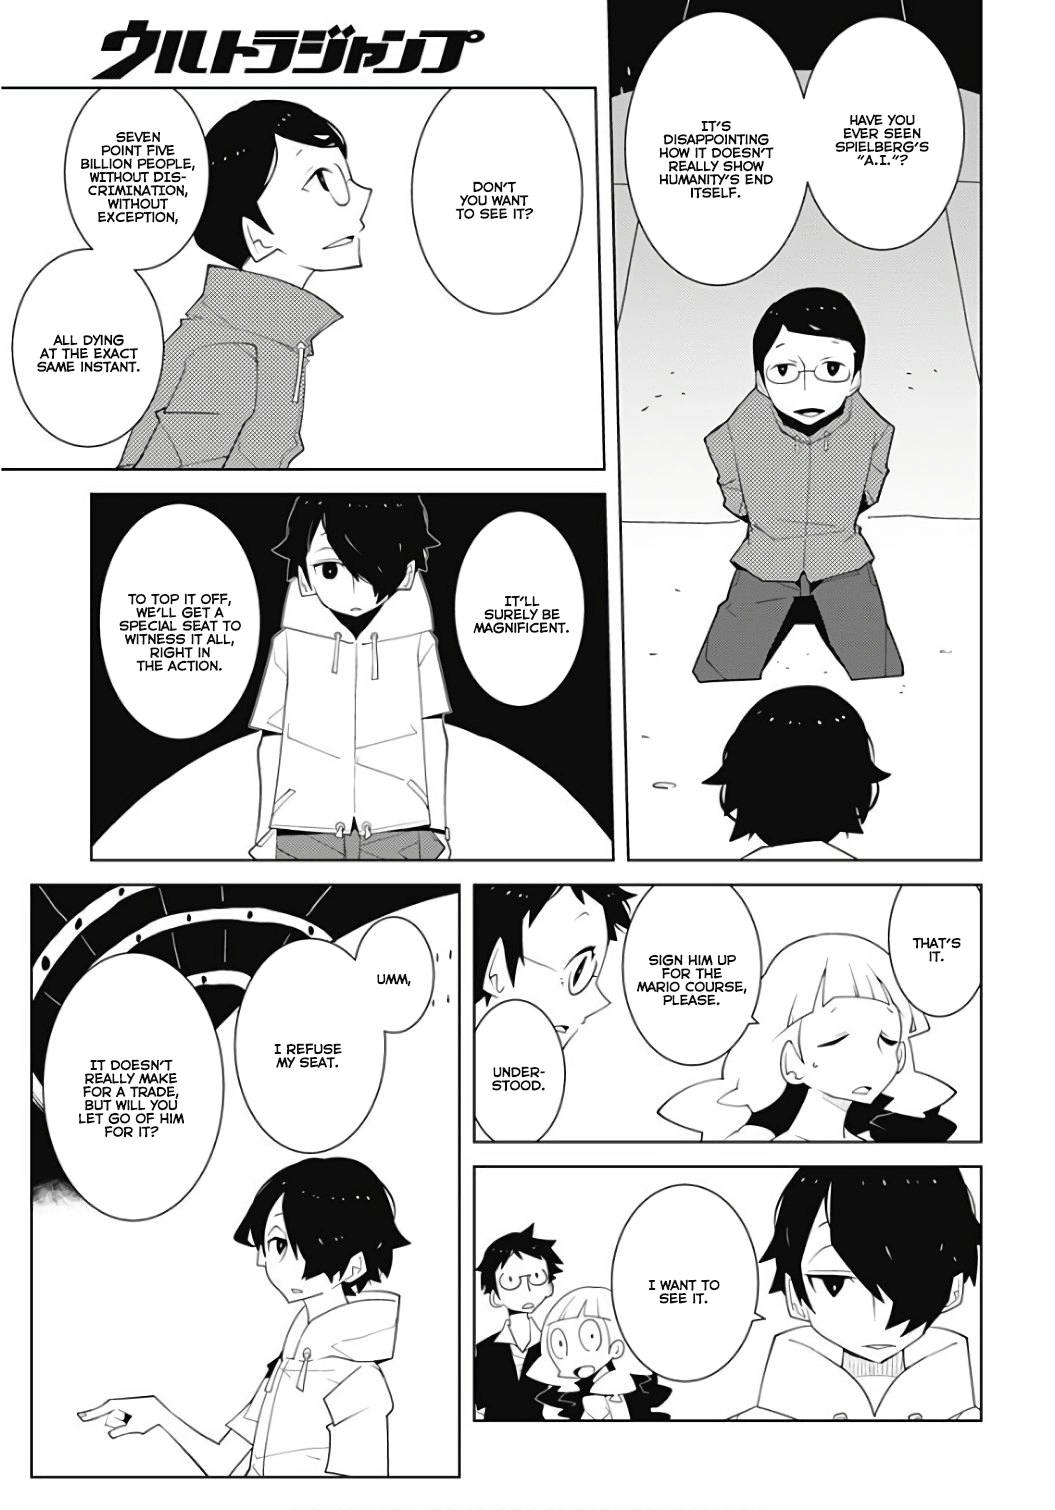 ウルトラジャンプ
HAVE YOU
EVER SEEN
SPIELBERG'S
"A.I."?
IT'S
DISAPPOINTING
HOW IT DOESN'T
REALLY SHOW
HUMANITY'S END
ITSELF.
DON'T
YOU WANT
TO SEE IT?
SEVEN
POINT FIVE
BILLION PEOPLE,
WITHOUT DIS-
CRIMINATION,
WITHOUT
EXCEPTION,
ALL DYING
AT THE EXACT
SAME INSTANT.
IT'LL
SURELY BE
MAGNIFICENT.
TO TOP IT OFF,
WE'LL GET A
SPECIAL SEAT TO
WITNESS IT ALL,
RIGHT IN
THE ACTION.
THAT'S
IT.
SIGN HIM UP
FOR THE
MARIO COURSE,
PLEASE.
UNDER-
STOOD.
I WANT TO
SEE IT.
UMM,
I REFUSE
MY SEAT.
IT DOESN'T
REALLY MAKE
FOR A TRADE,
BUT WILL YOU
LET GO OF HIM
FOR IT?